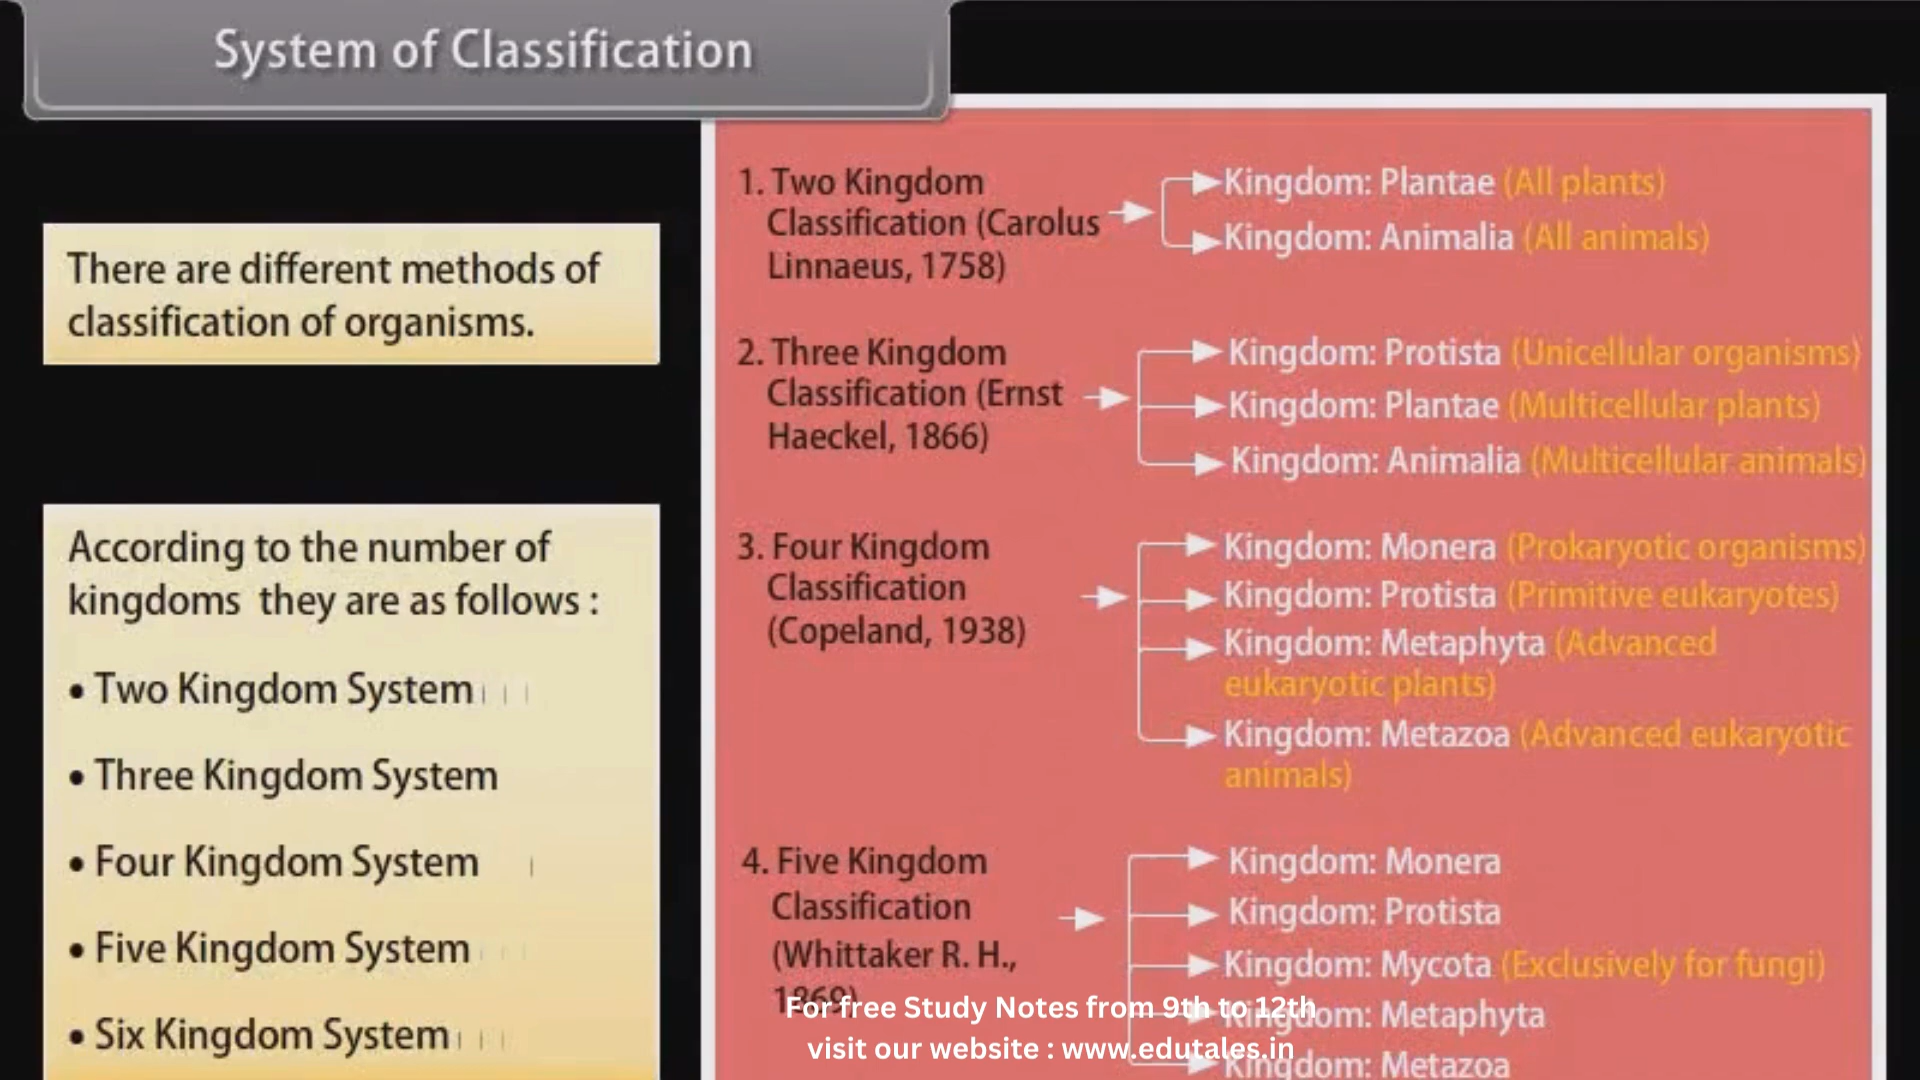 System of Classification
There are different methods of
classification of organisms.
According to the number of
kingdoms they are as follows :
• Two Kingdom System
• Three Kingdom System
• Four Kingdom System
• Five Kingdom System
• Six Kingdom System
1. Two Kingdom
Classification (Carolus
Linnaeus, 1758)
Kingdom: Plantae (All plants)
Kingdom: Animalia (All animals)
2. Three Kingdom
Classification (Ernst
Haeckel, 1866)
Kingdom: Protista (Unicellular organisms)
Kingdom: Plantae (Multicellular plants)
Kingdom: Animalia (Multicellular animals)
3. Four Kingdom
Classification
(Copeland, 1938)
Kingdom: Monera (Prokaryotic organisms)
Kingdom: Protista (Primitive eukaryotes)
Kingdom: Metaphyta (Advanced
eukaryotic plants)
Kingdom: Metazoa (Advanced eukaryotic
animals)
4. Five Kingdom
Classification
(Whittaker R. H.,
1869)
Kingdom: Monera
Kingdom: Protista
Kingdom: Mycota (Exclusively for fungi)
Kingdom: Metaphyta
Kingdom: Metazoa
For free Study Notes from 9th to 12th
visit our website : www.edutales.in